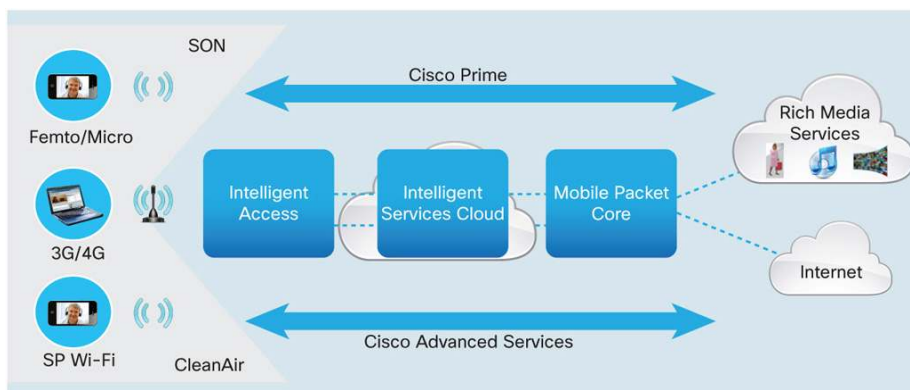 SON
Cisco Prime
Femto/Micro
Rich Media
Services
Intelligent
Access
Intelligent
Services Cloud
Mobile Packet
Core
3G/4G
Internet
Cisco Advanced Services
SP Wi-Fi
CleanAir